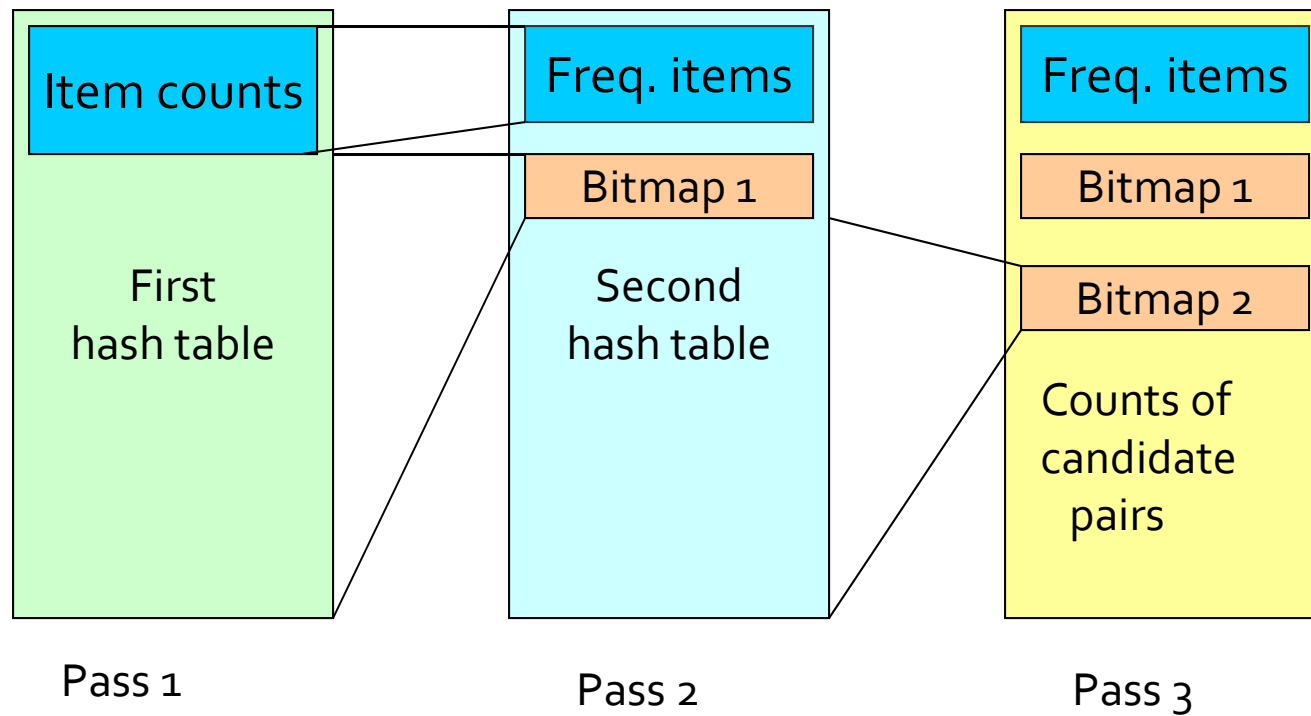 Item counts
First
hash table
Pass 1
Freq. items
Bitmap 1
Second
hash table
Pass 2
Freq. items
Bitmap 1
Bitmap 2
Counts of
candidate
pairs
Pass 3